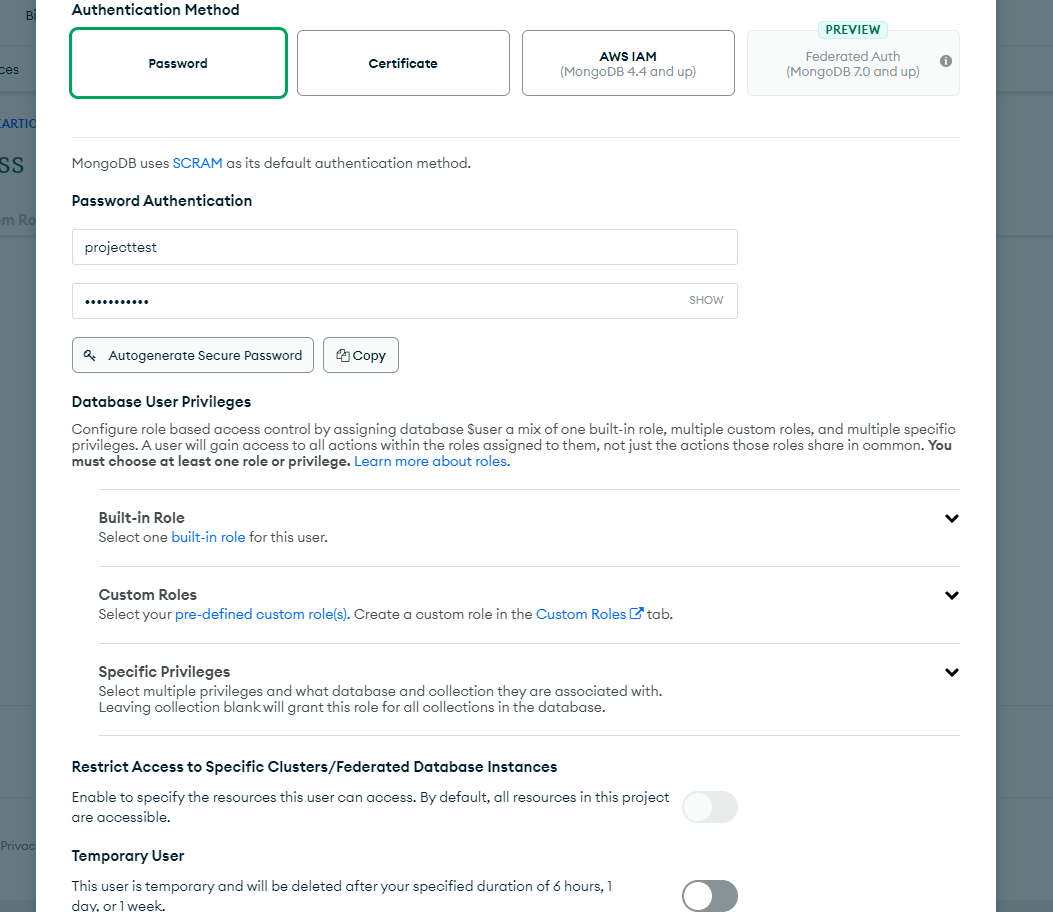 Authentication Method
Bi
PREVIEW
Password
Certificate
AWS IAM
(MongoDB 4.4 and up)
Federated Auth
(MongoDB 7.0 and up)
ces
EARTIC
SS
om Ro
MongoDB uses SCRAM as its default authentication method.
Password Authentication
projecttest
•••••••••••
SHOW
Autogenerate Secure Password
Copy
Database User Privileges
Configure role based access control by assigning database $user a mix of one built-in role, multiple custom roles, and multiple specific
privileges. A user will gain access to all actions within the roles assigned to them, not just the actions those roles share in common. You
must choose at least one role or privilege. Learn more about roles.
Built-in Role
Select one built-in role for this user.
Custom Roles
Select your pre-defined custom role(s). Create a custom role in the Custom Roles tab.
Specific Privileges
Select multiple privileges and what database and collection they are associated with.
Leaving collection blank will grant this role for all collections in the database.
Restrict Access to Specific Clusters/Federated Database Instances
Enable to specify the resources this user can access. By default, all resources in this project
are accessible.
Privac
Temporary User
This user is temporary and will be deleted after your specified duration of 6 hours, 1
day, or 1 week.